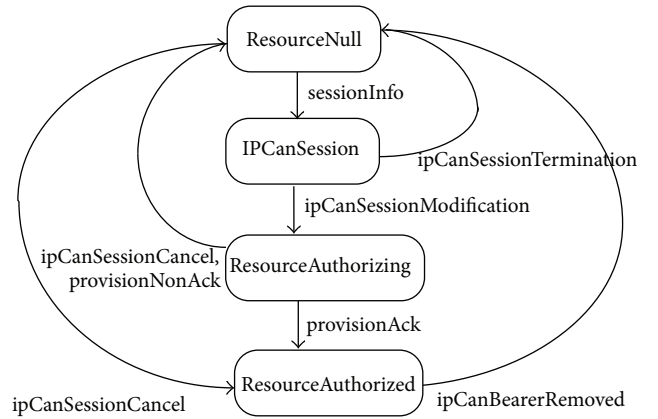 ResourceNull
sessionInfo
IPCanSession
ipCanSessionTermination
ipCanSessionModification
ipCanSessionCancel,
provisionNonAck
ResourceAuthorizing
provisionAck
ResourceAuthorized
ipCanSessionCancel
ipCanBearerRemoved